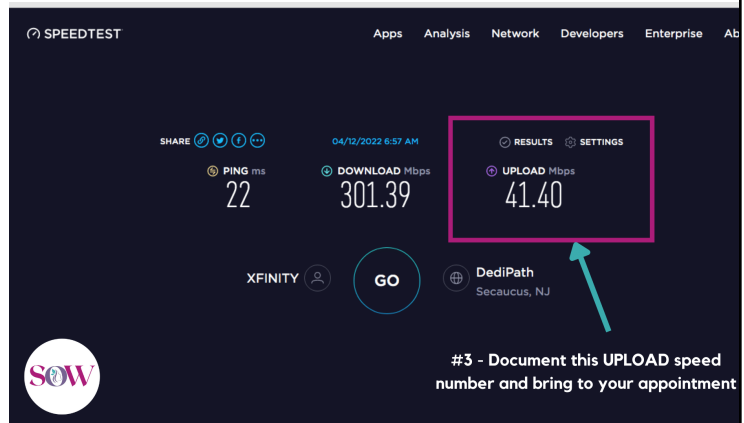 SPEEDTEST
Apps Analysis Network Developers Enterprise Ab
SHARE 04/12/2022 6:57 AM RESULTS SETTINGS
PING ms DOWNLOAD Mbps UPLOAD Mbps
22 301.39 41.40
XFINITY GO DediPath
Secaucus, NJ
#3 - Document this UPLOAD speed
number and bring to your appointment
SOW